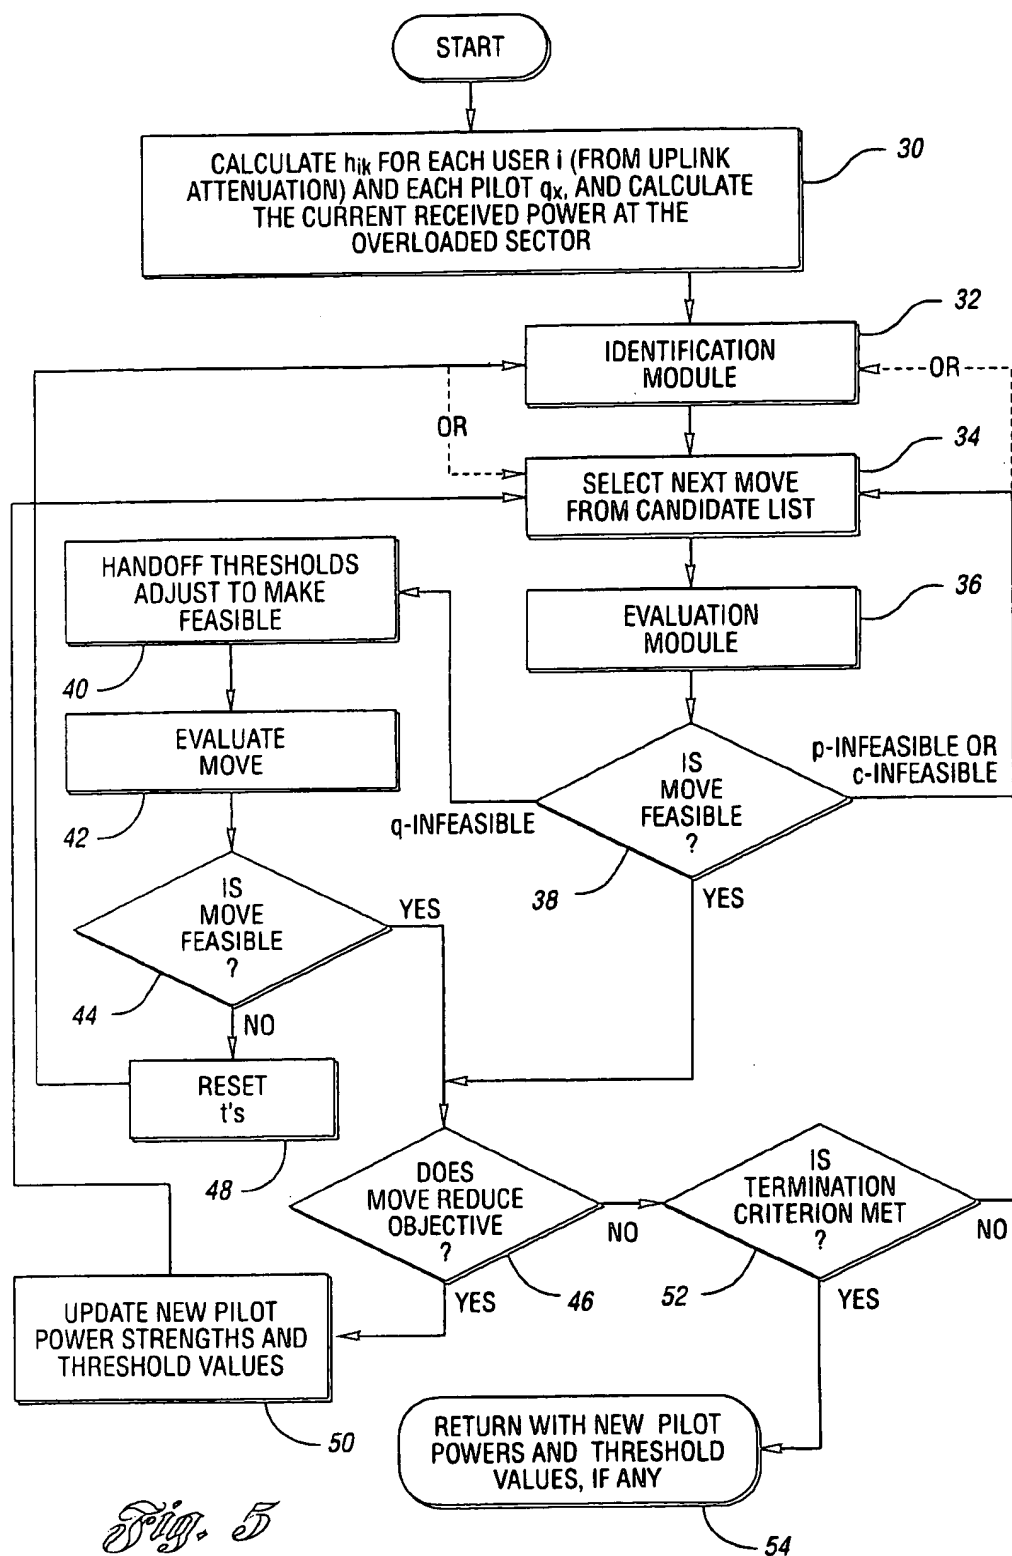 START
CALCULATE hik FOR EACH USER i (FROM UPLINK
ATTENUATION) AND EACH PILOT qx, AND CALCULATE
THE CURRENT RECEIVED POWER AT THE
OVERLOADED SECTOR
30
IDENTIFICATION
MODULE
32
OR
OR
SELECT NEXT MOVE
FROM CANDIDATE LIST
34
HANDOFF THRESHOLDS
ADJUST TO MAKE
FEASIBLE
40
EVALUATION
MODULE
36
EVALUATE
MOVE
42
IS
MOVE
FEASIBLE
?
38
q-INFEASIBLE
p-INFEASIBLE OR
c-INFEASIBLE
YES
IS
MOVE
FEASIBLE
?
44
YES
NO
RESET
t's
48
DOES
MOVE REDUCE
OBJECTIVE
?
46
NO
YES
IS
TERMINATION
CRITERION MET
?
52
NO
YES
UPDATE NEW PILOT
POWER STRENGTHS AND
THRESHOLD VALUES
50
RETURN WITH NEW PILOT
POWERS AND THRESHOLD
VALUES, IF ANY
54
Fig. 5